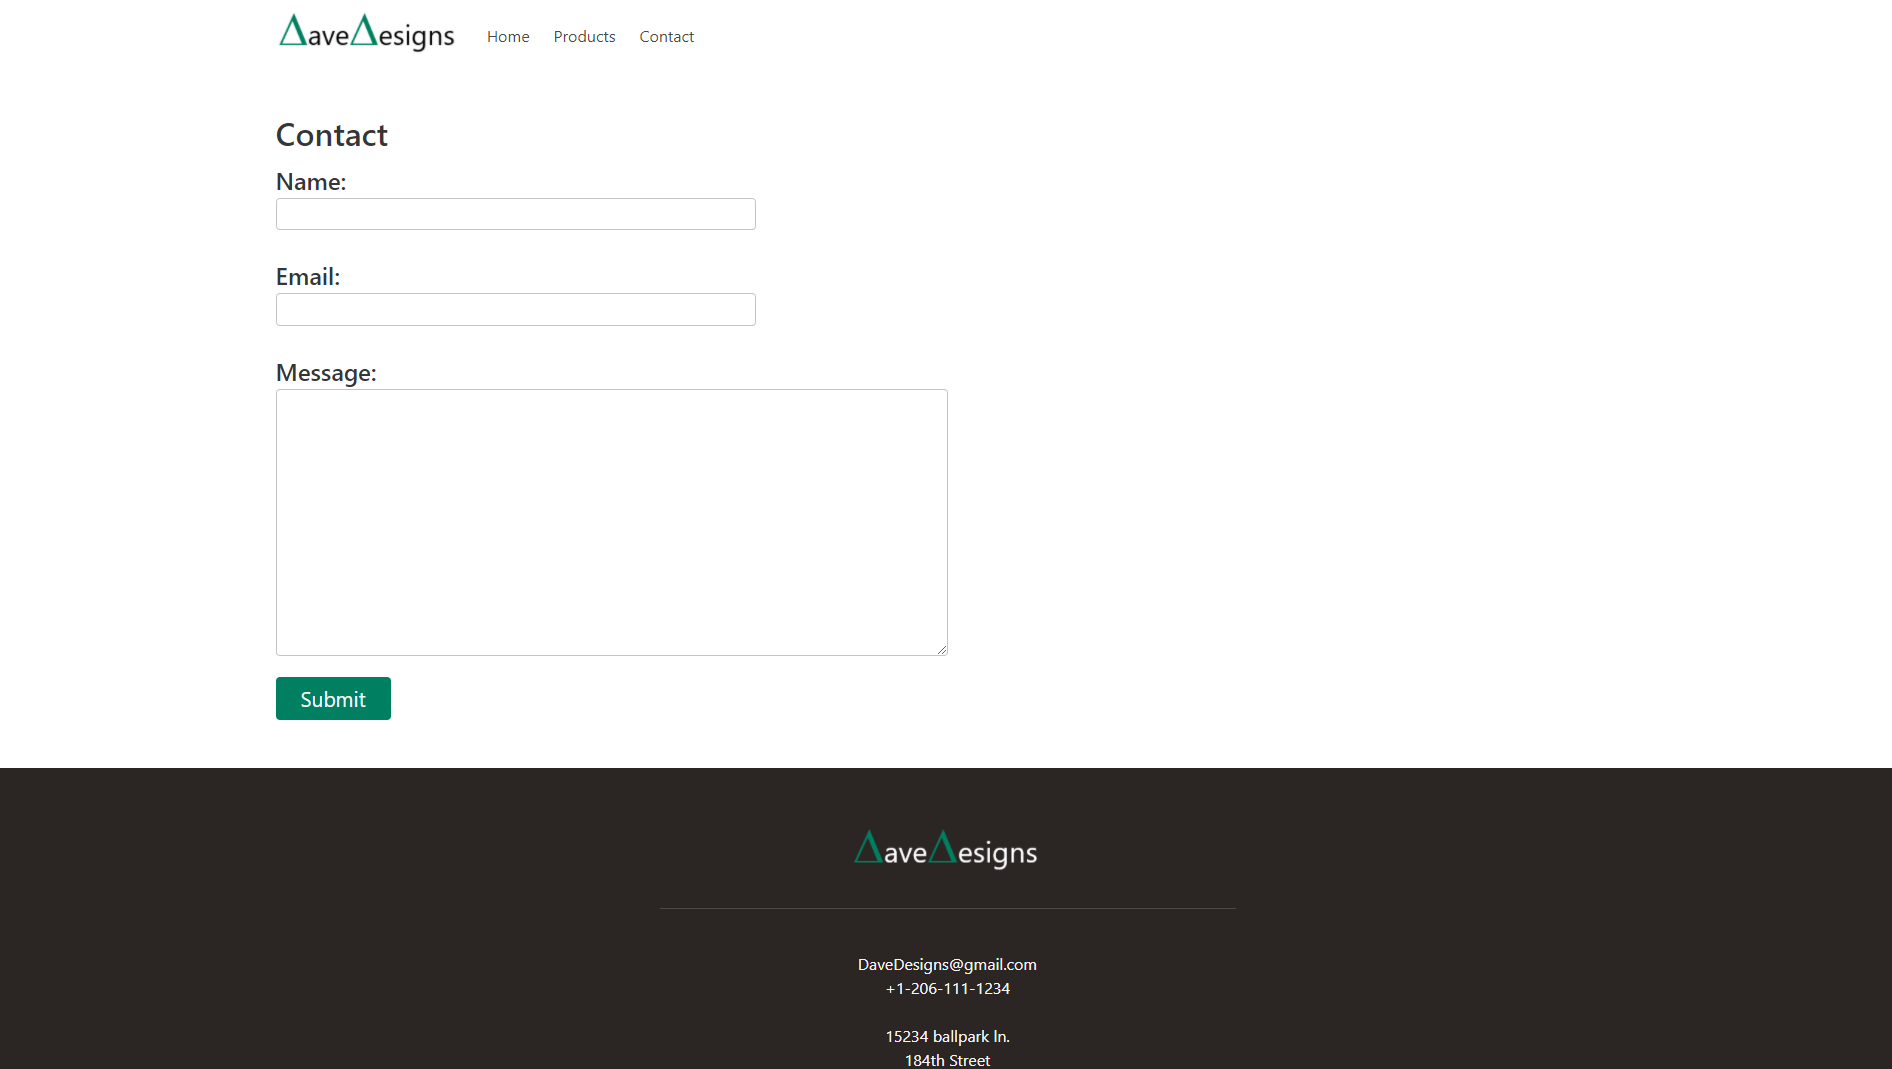 ΔaveΔesigns Home Products Contact
Contact
Name:
Email:
Message:
Submit
ΔaveΔesigns
DaveDesigns@gmail.com
+1-206-111-1234
15234 ballpark ln.
184th Street